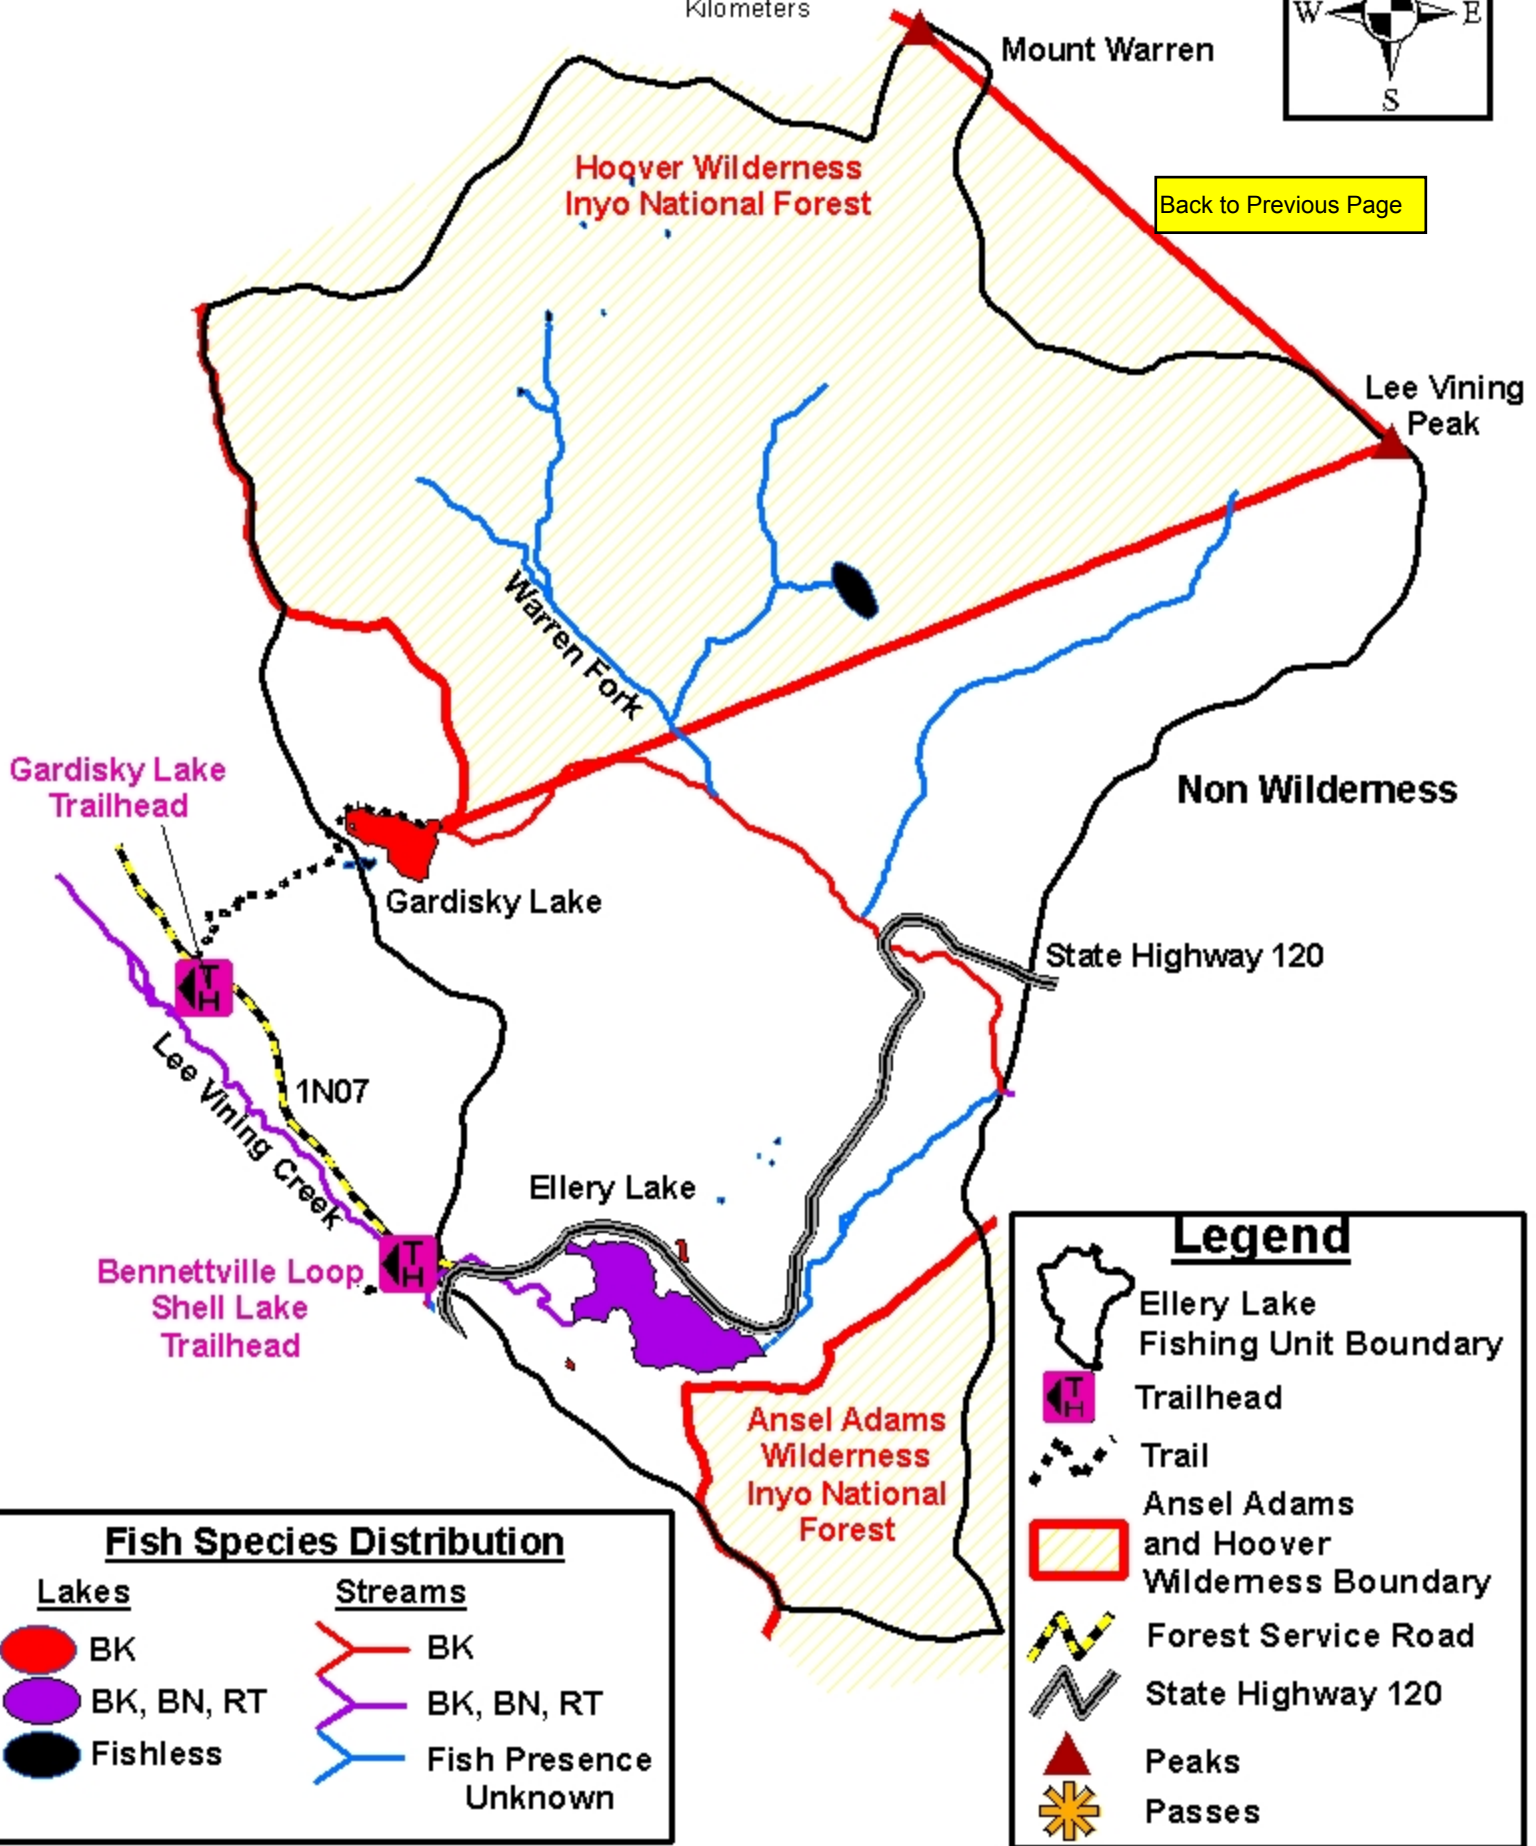 Kilometers
W
E
S
Mount Warren
Hoover Wilderness
Inyo National Forest
Back to Previous Page
Lee Vining
Peak
Warren Fork
Gardisky Lake
Trailhead
Non Wilderness
Gardisky Lake
State Highway 120
T
H
1N07
Lee Vining Creek
Ellery Lake
T
H
Bennettville Loop
Shell Lake
Trailhead
Ansel Adams
Wilderness
Inyo National
Forest
Legend
Ellery Lake
Fishing Unit Boundary
T
H
Trailhead
Trail
Ansel Adams
and Hoover
Wilderness Boundary
Forest Service Road
State Highway 120
Peaks
Passes
Fish Species Distribution
Lakes
Streams
BK
BK
BK, BN, RT
BK, BN, RT
Fishless
Fish Presence
Unknown